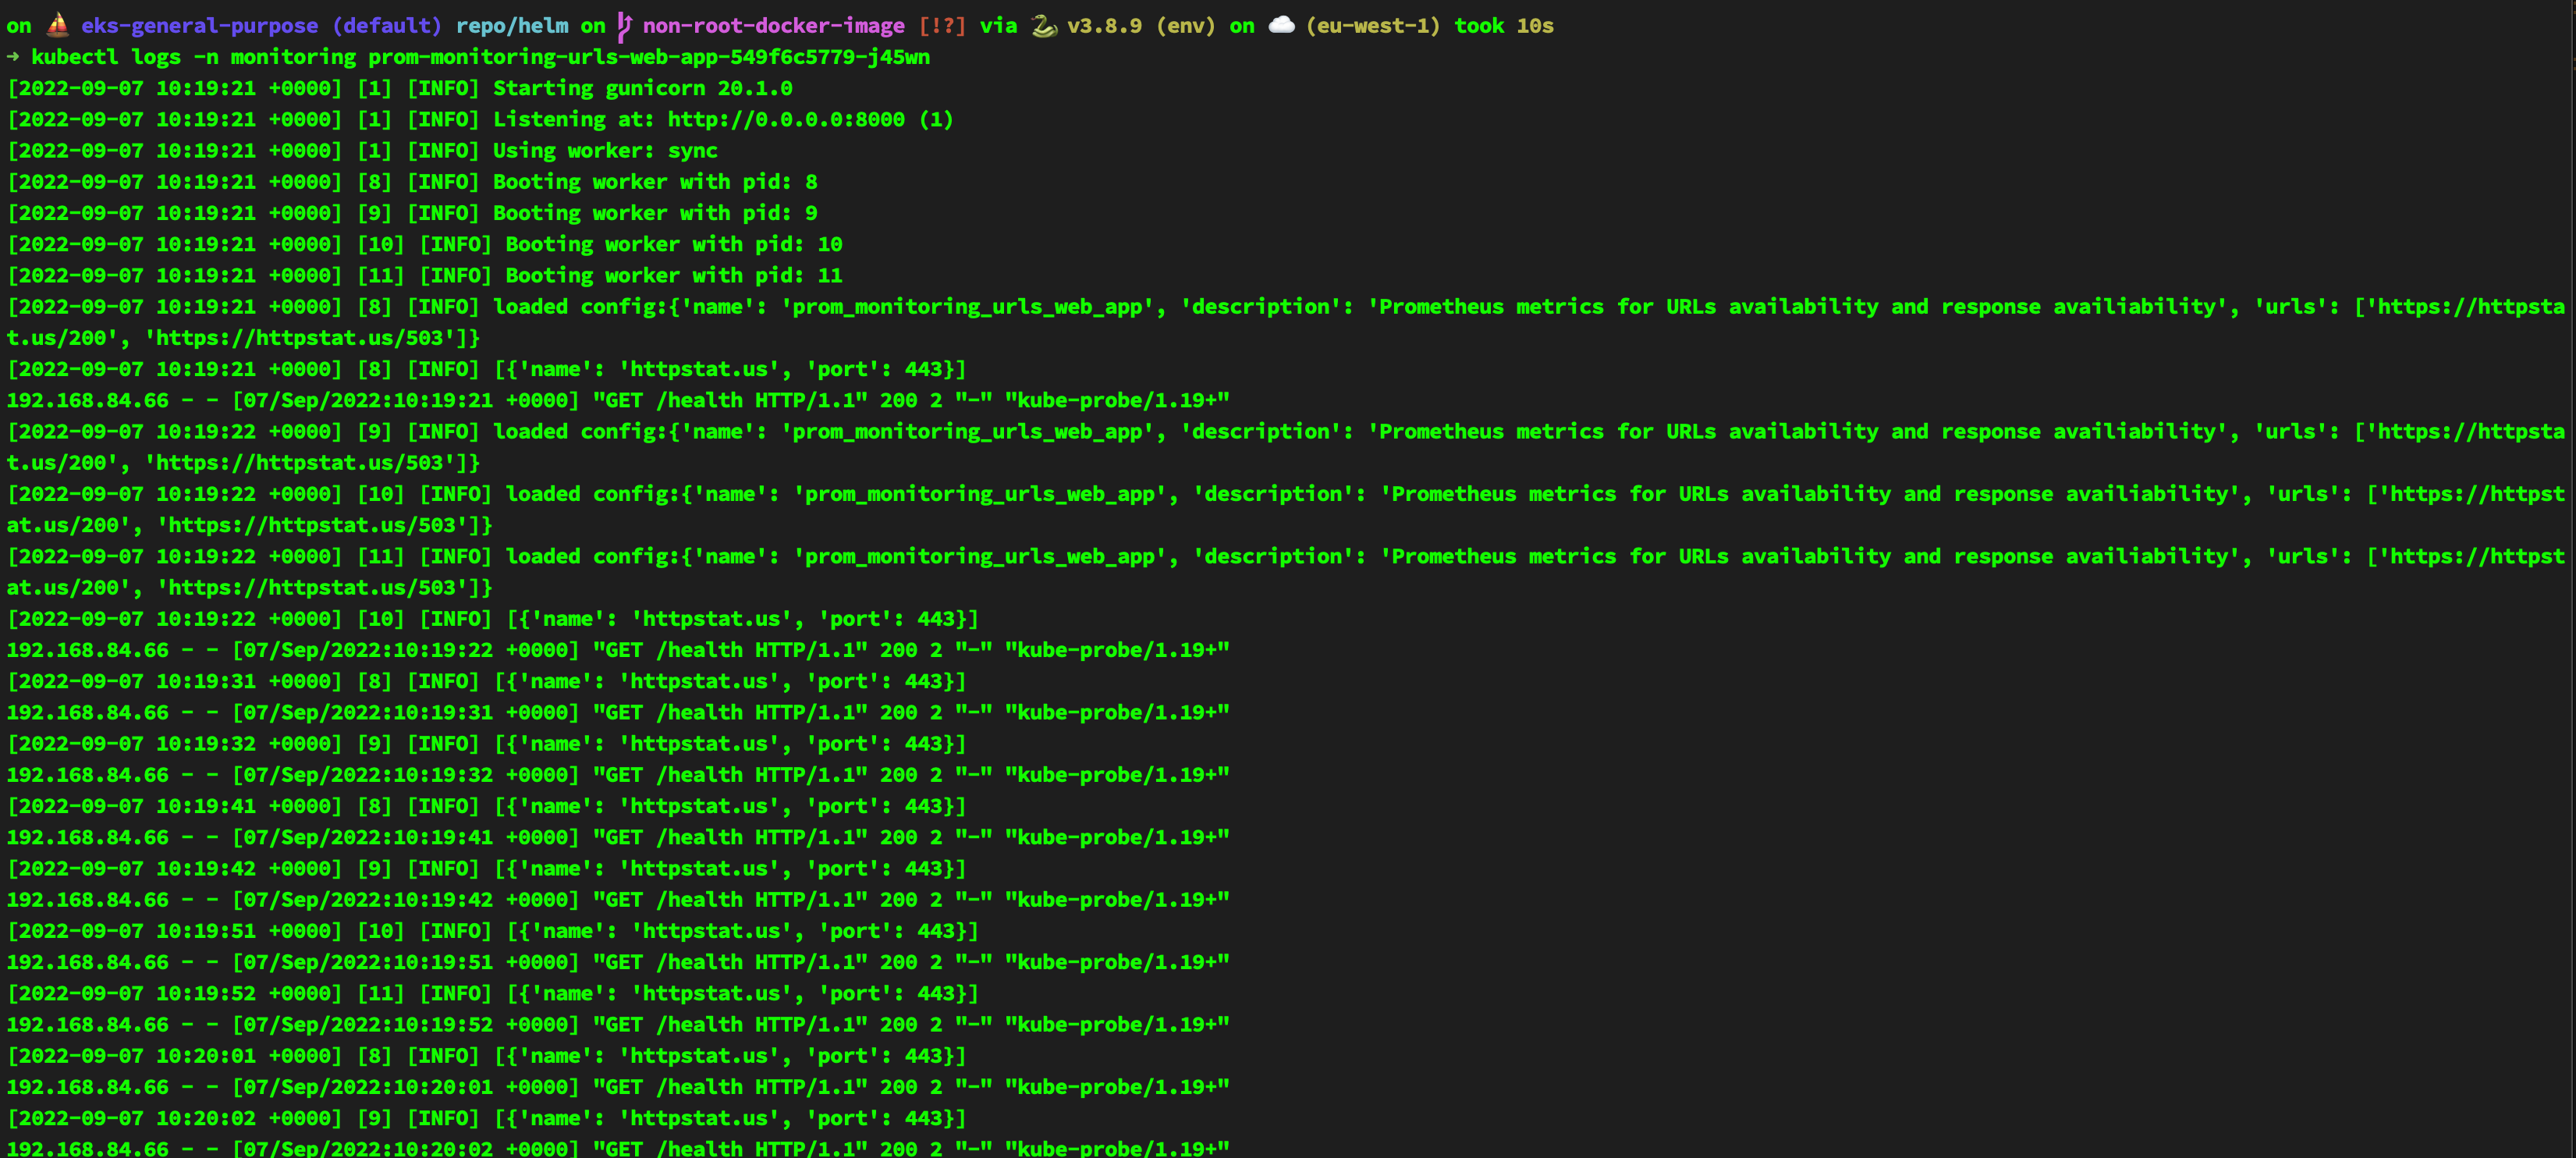 on ⛵ eks-general-purpose (default) repo/helm on non-root-docker-image [!?] via 🐍 v3.8.9 (env) on ☁️ (eu-west-1) took 10s
➜ kubectl logs -n monitoring prom-monitoring-urls-web-app-549f6c5779-j45wn
[2022-09-07 10:19:21 +0000] [1] [INFO] Starting gunicorn 20.1.0
[2022-09-07 10:19:21 +0000] [1] [INFO] Listening at: http://0.0.0.0:8000 (1)
[2022-09-07 10:19:21 +0000] [1] [INFO] Using worker: sync
[2022-09-07 10:19:21 +0000] [8] [INFO] Booting worker with pid: 8
[2022-09-07 10:19:21 +0000] [9] [INFO] Booting worker with pid: 9
[2022-09-07 10:19:21 +0000] [10] [INFO] Booting worker with pid: 10
[2022-09-07 10:19:21 +0000] [11] [INFO] Booting worker with pid: 11
[2022-09-07 10:19:21 +0000] [8] [INFO] loaded config:{'name': 'prom_monitoring_urls_web_app', 'description': 'Prometheus metrics for URLs availability and response availiability', 'urls': ['https://httpsta
t.us/200', 'https://httpstat.us/503']}
[2022-09-07 10:19:21 +0000] [8] [INFO] [{'name': 'httpstat.us', 'port': 443}]
192.168.84.66 - - [07/Sep/2022:10:19:21 +0000] "GET /health HTTP/1.1" 200 2 "-" "kube-probe/1.19+"
[2022-09-07 10:19:22 +0000] [9] [INFO] loaded config:{'name': 'prom_monitoring_urls_web_app', 'description': 'Prometheus metrics for URLs availability and response availiability', 'urls': ['https://httpsta
t.us/200', 'https://httpstat.us/503']}
[2022-09-07 10:19:22 +0000] [10] [INFO] loaded config:{'name': 'prom_monitoring_urls_web_app', 'description': 'Prometheus metrics for URLs availability and response availiability', 'urls': ['https://httpst
at.us/200', 'https://httpstat.us/503']}
[2022-09-07 10:19:22 +0000] [11] [INFO] loaded config:{'name': 'prom_monitoring_urls_web_app', 'description': 'Prometheus metrics for URLs availability and response availiability', 'urls': ['https://httpst
at.us/200', 'https://httpstat.us/503']}
[2022-09-07 10:19:22 +0000] [10] [INFO] [{'name': 'httpstat.us', 'port': 443}]
192.168.84.66 - - [07/Sep/2022:10:19:22 +0000] "GET /health HTTP/1.1" 200 2 "-" "kube-probe/1.19+"
[2022-09-07 10:19:31 +0000] [8] [INFO] [{'name': 'httpstat.us', 'port': 443}]
192.168.84.66 - - [07/Sep/2022:10:19:31 +0000] "GET /health HTTP/1.1" 200 2 "-" "kube-probe/1.19+"
[2022-09-07 10:19:32 +0000] [9] [INFO] [{'name': 'httpstat.us', 'port': 443}]
192.168.84.66 - - [07/Sep/2022:10:19:32 +0000] "GET /health HTTP/1.1" 200 2 "-" "kube-probe/1.19+"
[2022-09-07 10:19:41 +0000] [8] [INFO] [{'name': 'httpstat.us', 'port': 443}]
192.168.84.66 - - [07/Sep/2022:10:19:41 +0000] "GET /health HTTP/1.1" 200 2 "-" "kube-probe/1.19+"
[2022-09-07 10:19:42 +0000] [9] [INFO] [{'name': 'httpstat.us', 'port': 443}]
192.168.84.66 - - [07/Sep/2022:10:19:42 +0000] "GET /health HTTP/1.1" 200 2 "-" "kube-probe/1.19+"
[2022-09-07 10:19:51 +0000] [10] [INFO] [{'name': 'httpstat.us', 'port': 443}]
192.168.84.66 - - [07/Sep/2022:10:19:51 +0000] "GET /health HTTP/1.1" 200 2 "-" "kube-probe/1.19+"
[2022-09-07 10:19:52 +0000] [11] [INFO] [{'name': 'httpstat.us', 'port': 443}]
192.168.84.66 - - [07/Sep/2022:10:19:52 +0000] "GET /health HTTP/1.1" 200 2 "-" "kube-probe/1.19+"
[2022-09-07 10:20:01 +0000] [8] [INFO] [{'name': 'httpstat.us', 'port': 443}]
192.168.84.66 - - [07/Sep/2022:10:20:01 +0000] "GET /health HTTP/1.1" 200 2 "-" "kube-probe/1.19+"
[2022-09-07 10:20:02 +0000] [9] [INFO] [{'name': 'httpstat.us', 'port': 443}]
192.168.84.66 - - [07/Sep/2022:10:20:02 +0000] "GET /health HTTP/1.1" 200 2 "-" "kube-probe/1.19+"